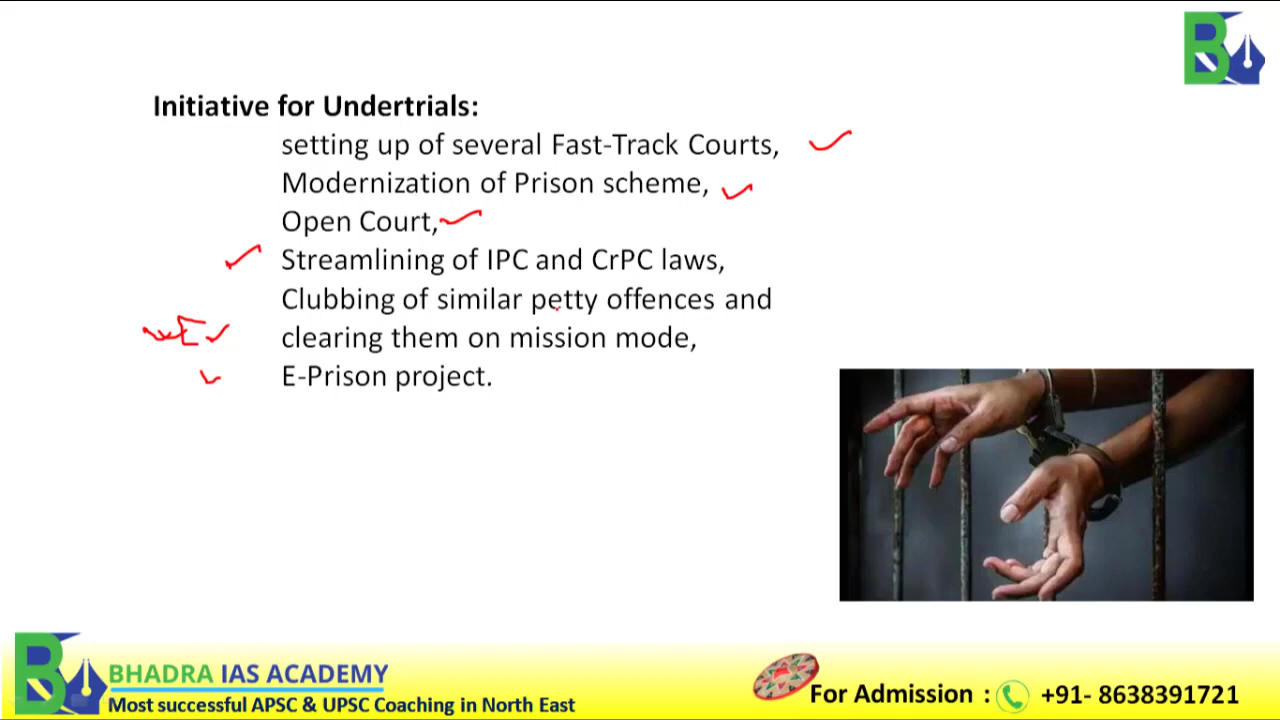 Initiative for Undertrials:
setting up of several Fast-Track Courts,
Modernization of Prison scheme,
Open Court,
Streamlining of IPC and CrPC laws,
Clubbing of similar petty offences and
clearing them on mission mode,
E-Prison project.
BHADRA IAS ACADEMY
Most successful APSC & UPSC Coaching in North East
For Admission : +91- 8638391721